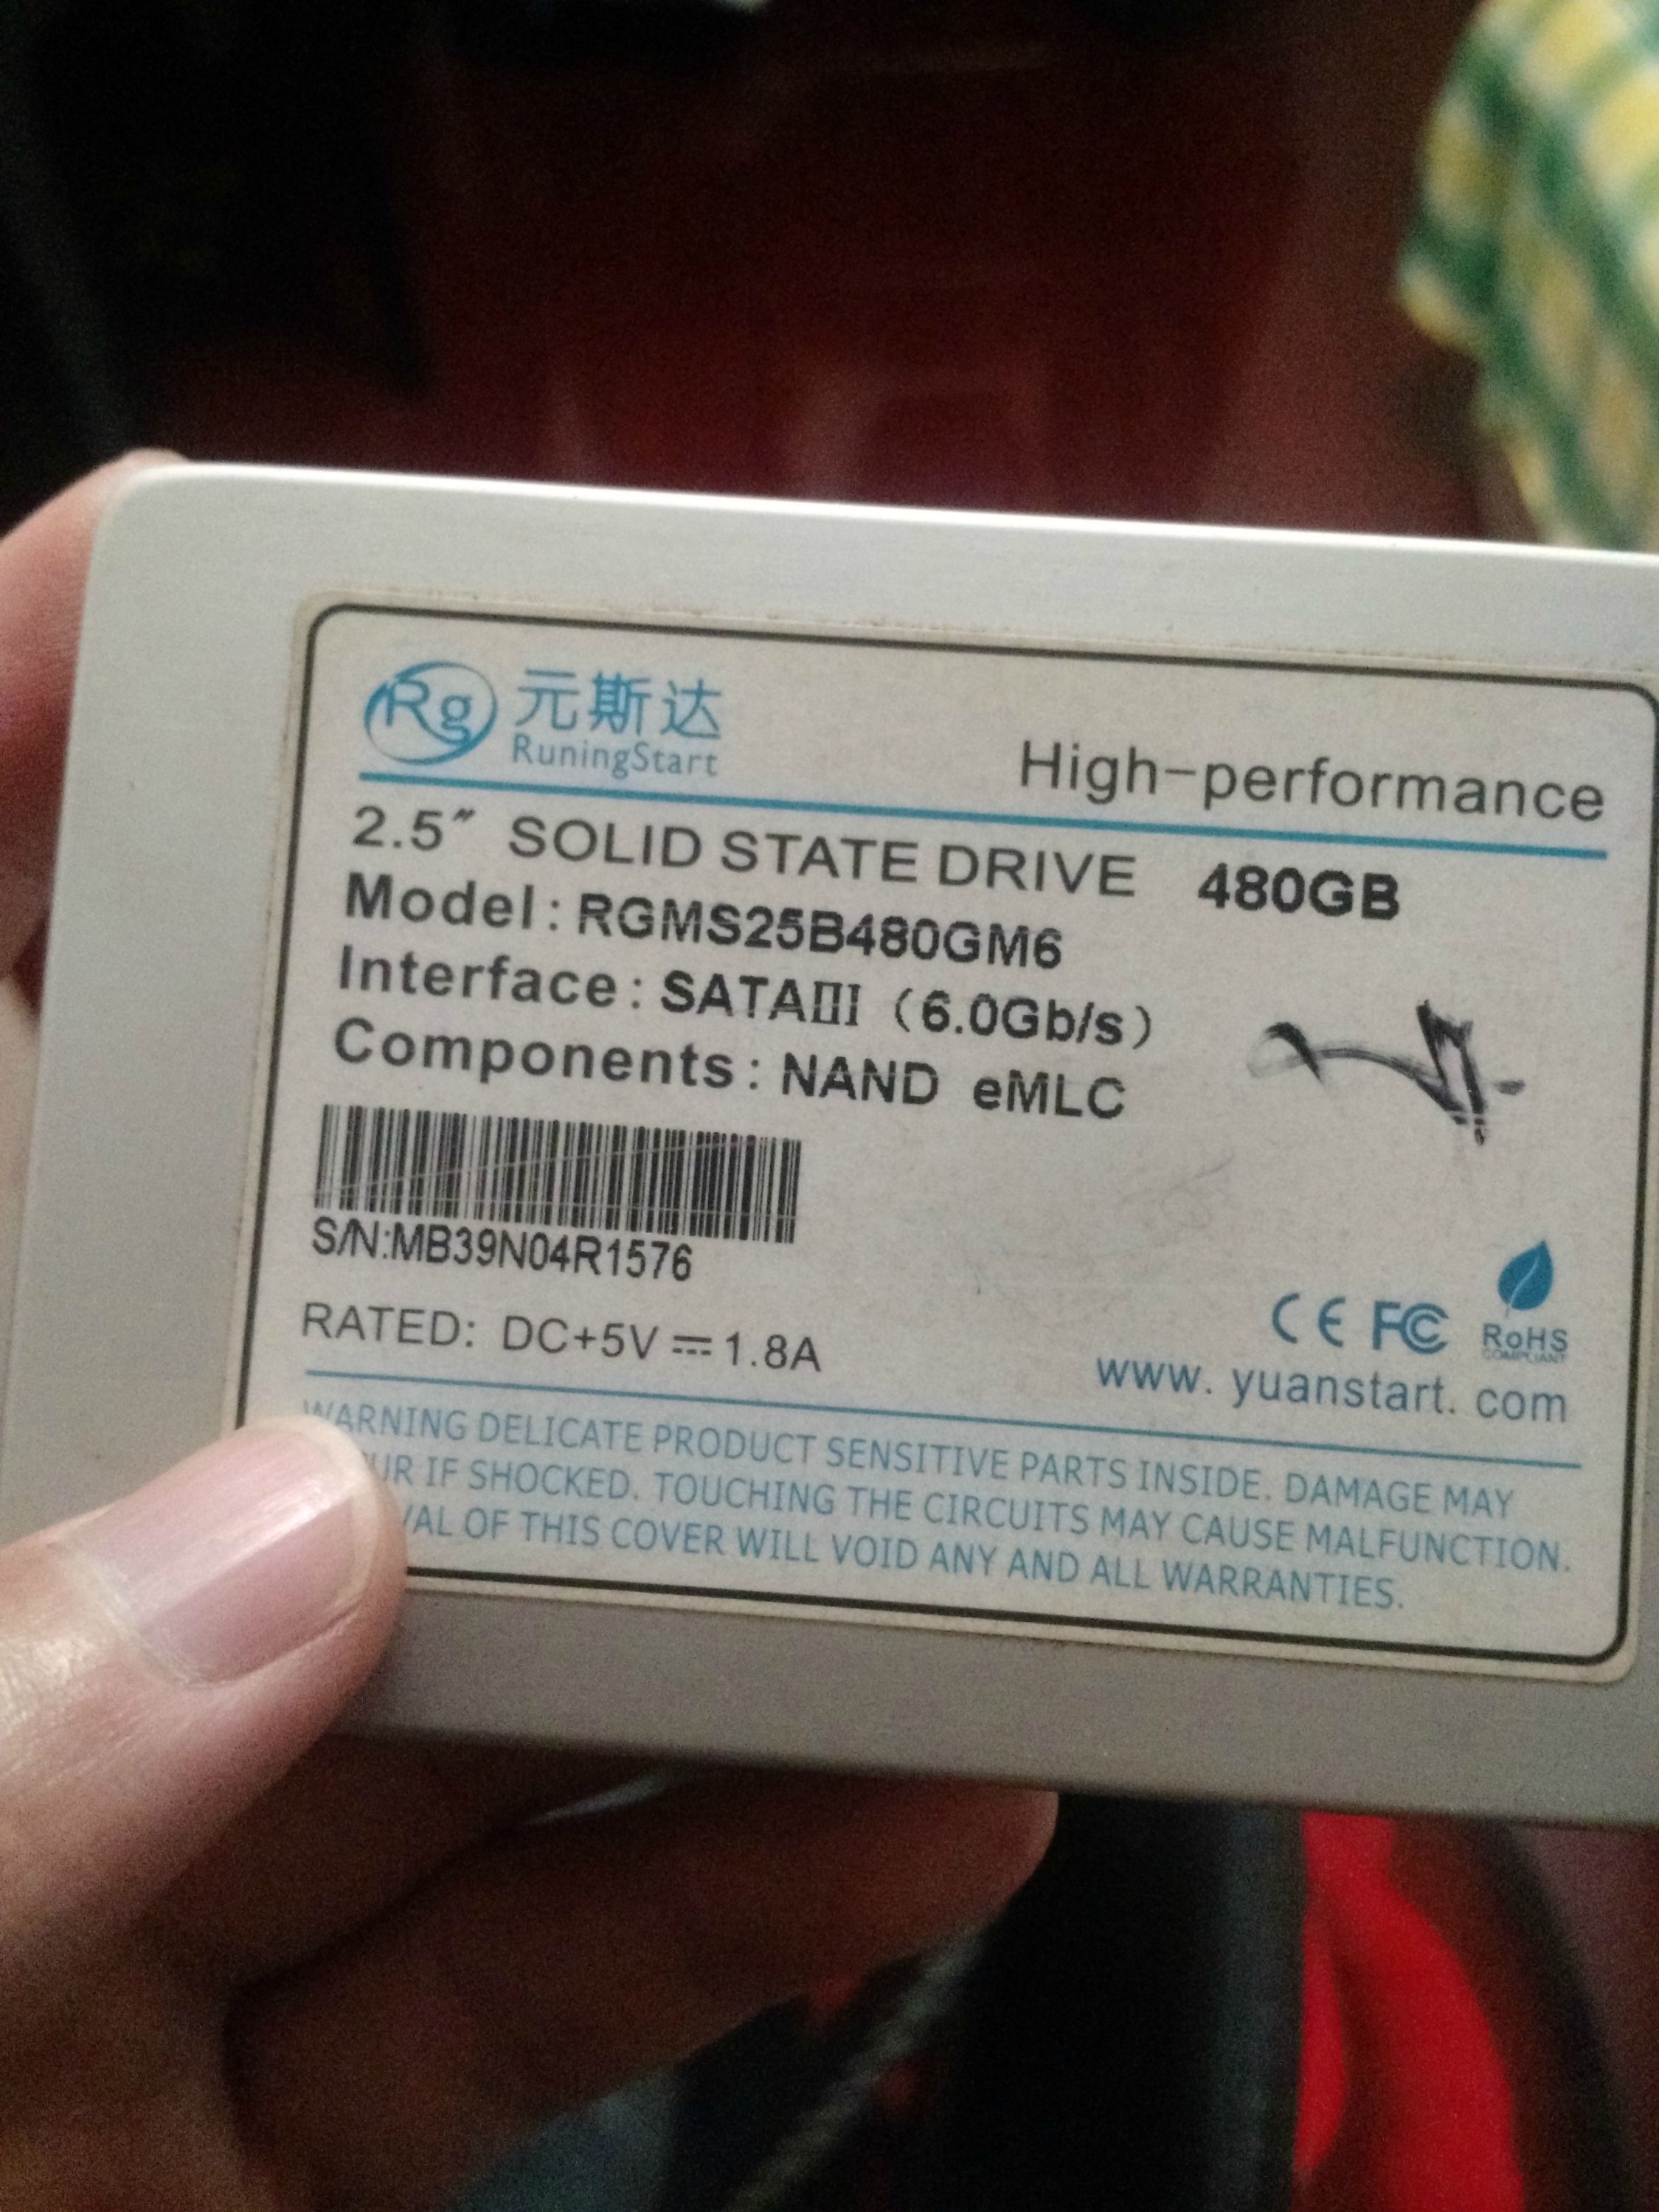 Rg 元斯达
RuningStart
High-performance
2.5" SOLID STATE DRIVE 480GB
Model: RGMS25B480GM6
Interface: SATAIII (6.0Gb/s)
Components: NAND eMLC
S/N:MB39N04R1576
RATED: DC+5V⎓1.8A
CE FC RoHS
COMPLIANT
www.yuanstart.com
WARNING DELICATE PRODUCT SENSITIVE PARTS INSIDE. DAMAGE MAY
IF SHOCKED. TOUCHING THE CIRCUITS MAY CAUSE MALFUNCTION.
OF THIS COVER WILL VOID ANY AND ALL WARRANTIES.